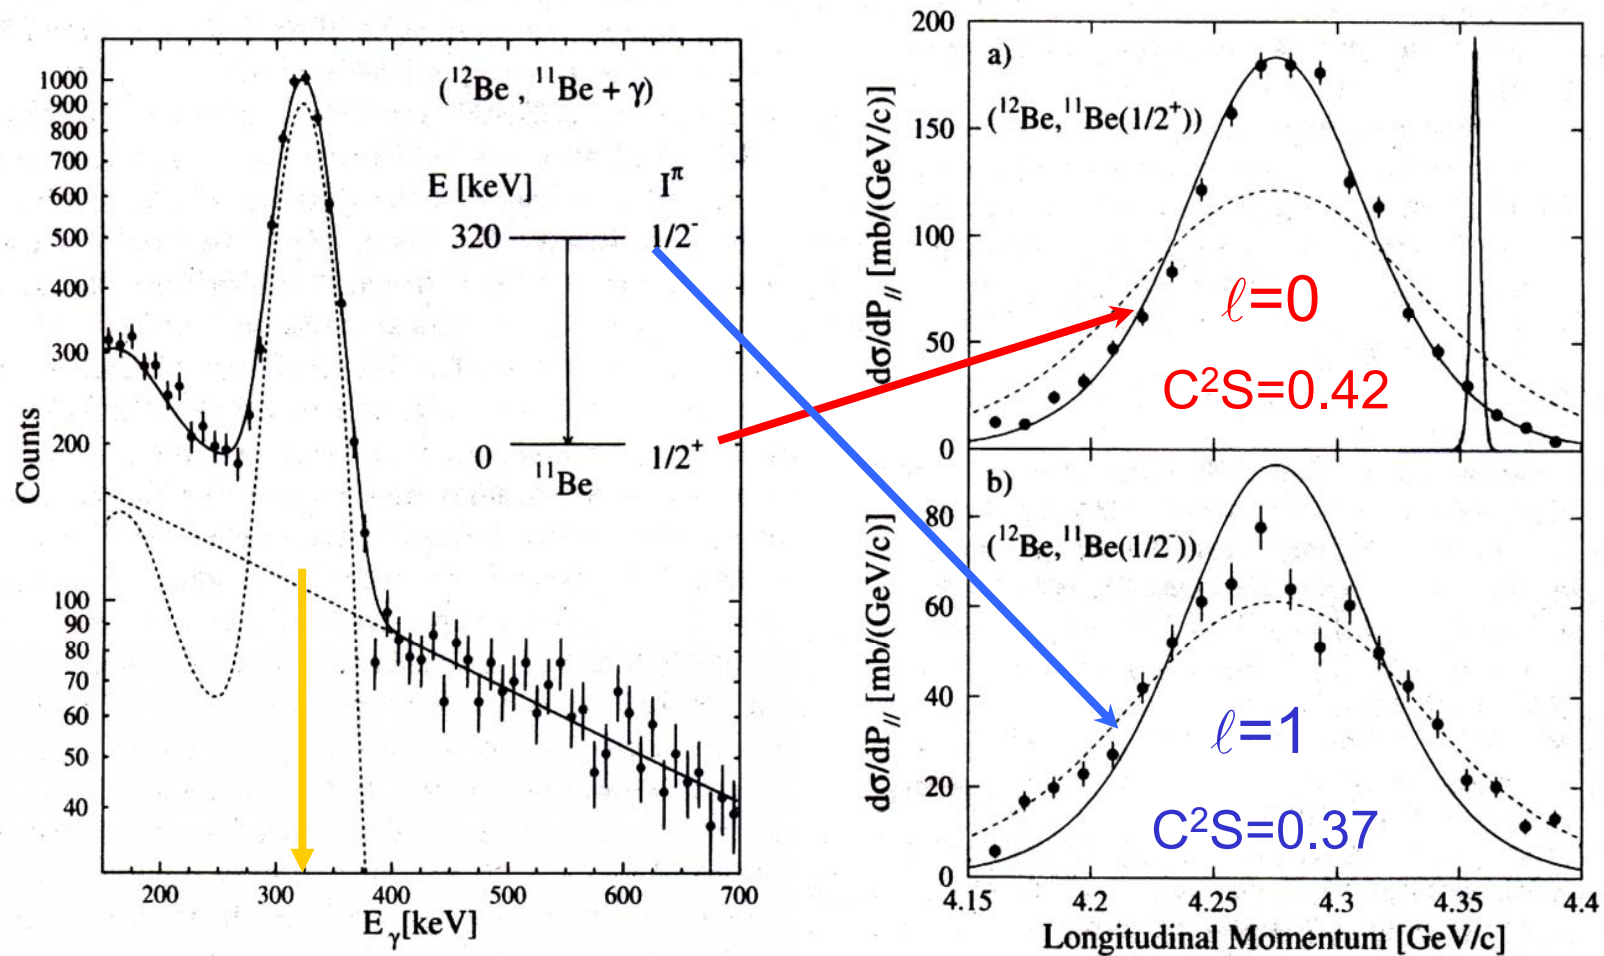 1000
900
800
700
600
500
400
300
200
100
90
80
70
60
50
40
Counts
(¹²Be , ¹¹Be + γ)
E [keV] Iπ
320 1/2⁻
0 1/2⁺
¹¹Be
200 300 400 500 600 700
Eγ[keV]
200
150
100
50
0
dσ/dP// [mb/(GeV/c)]
a)
(¹²Be,¹¹Be(1/2⁺))
ℓ=0
C²S=0.42
80
60
40
20
0
dσ/dP// [mb/(GeV/c)]
b)
(¹²Be,¹¹Be(1/2⁻))
ℓ=1
C²S=0.37
4.15 4.2 4.25 4.3 4.35 4.4
Longitudinal Momentum [GeV/c]